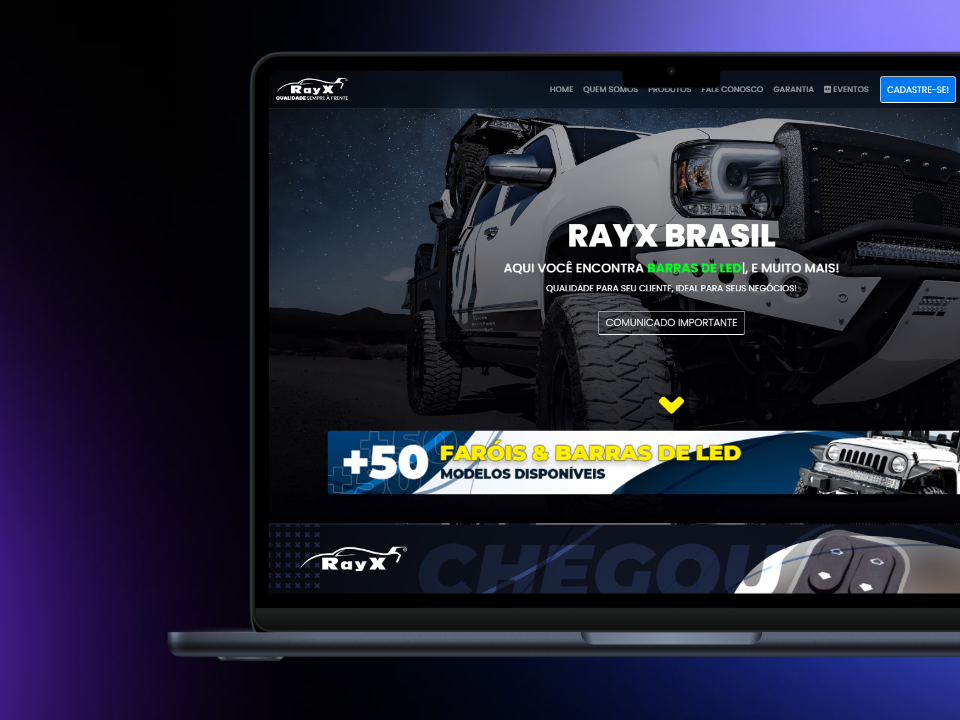 RayX
QUALIDADE SEMPRE À FRENTE
HOME QUEM SOMOS PRODUTOS FALE CONOSCO GARANTIA EVENTOS CADASTRE-SE!
RAYX BRASIL
AQUI VOCÊ ENCONTRA BARRAS DE LED|, E MUITO MAIS!
QUALIDADE PARA SEU CLIENTE, IDEAL PARA SEUS NEGÓCIOS!
COMUNICADO IMPORTANTE
+50 FARÓIS & BARRAS DE LED
MODELOS DISPONÍVEIS
RayX® CHEGOU